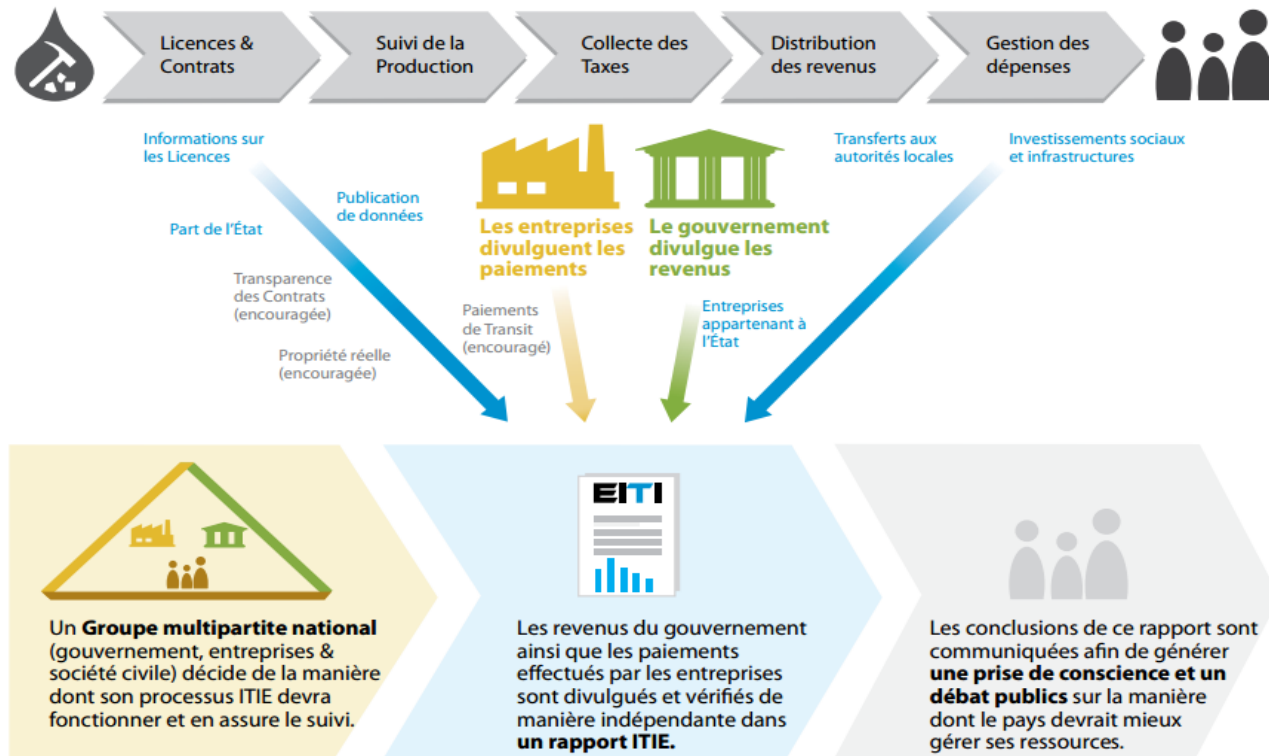 Licences &
Contrats
Suivi de la
Production
Collecte des
Taxes
Distribution
des revenus
Gestion des
dépenses
Informations sur
les Licences
Part de l’État
Transparence
des Contrats
(encouragée)
Propriété réelle
(encouragée)
Publication
de données
Les entreprises
divulguent les
paiements
Paiements
de Transit
(encouragé)
Le gouvernement
divulgue les
revenus
Entreprises
appartenant à
l’État
Transferts aux
autorités locales
Investissements sociaux
et infrastructures
Un Groupe multipartite national
(gouvernement, entreprises &
société civile) décide de la manière
dont son processus ITIE devra
fonctionner et en assure le suivi.
EITI
Les revenus du gouvernement
ainsi que les paiements
effectués par les entreprises
sont divulgués et vérifiés de
manière indépendante dans
un rapport ITIE.
Les conclusions de ce rapport sont
communiquées afin de générer
une prise de conscience et un
débat publics sur la manière
dont le pays devrait mieux
gérer ses ressources.